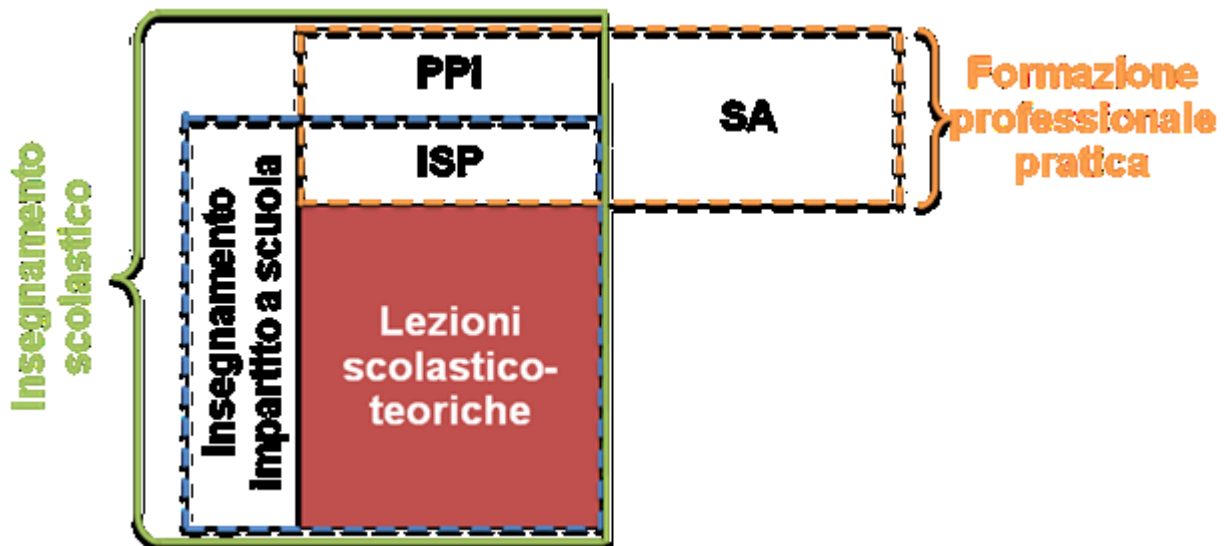 Insegnamento
scolastico
PPI
ISP
Insegnamento
impartito a scuola
Lezioni
scolastico-
teoriche
SA
Formazione
professionale
pratica